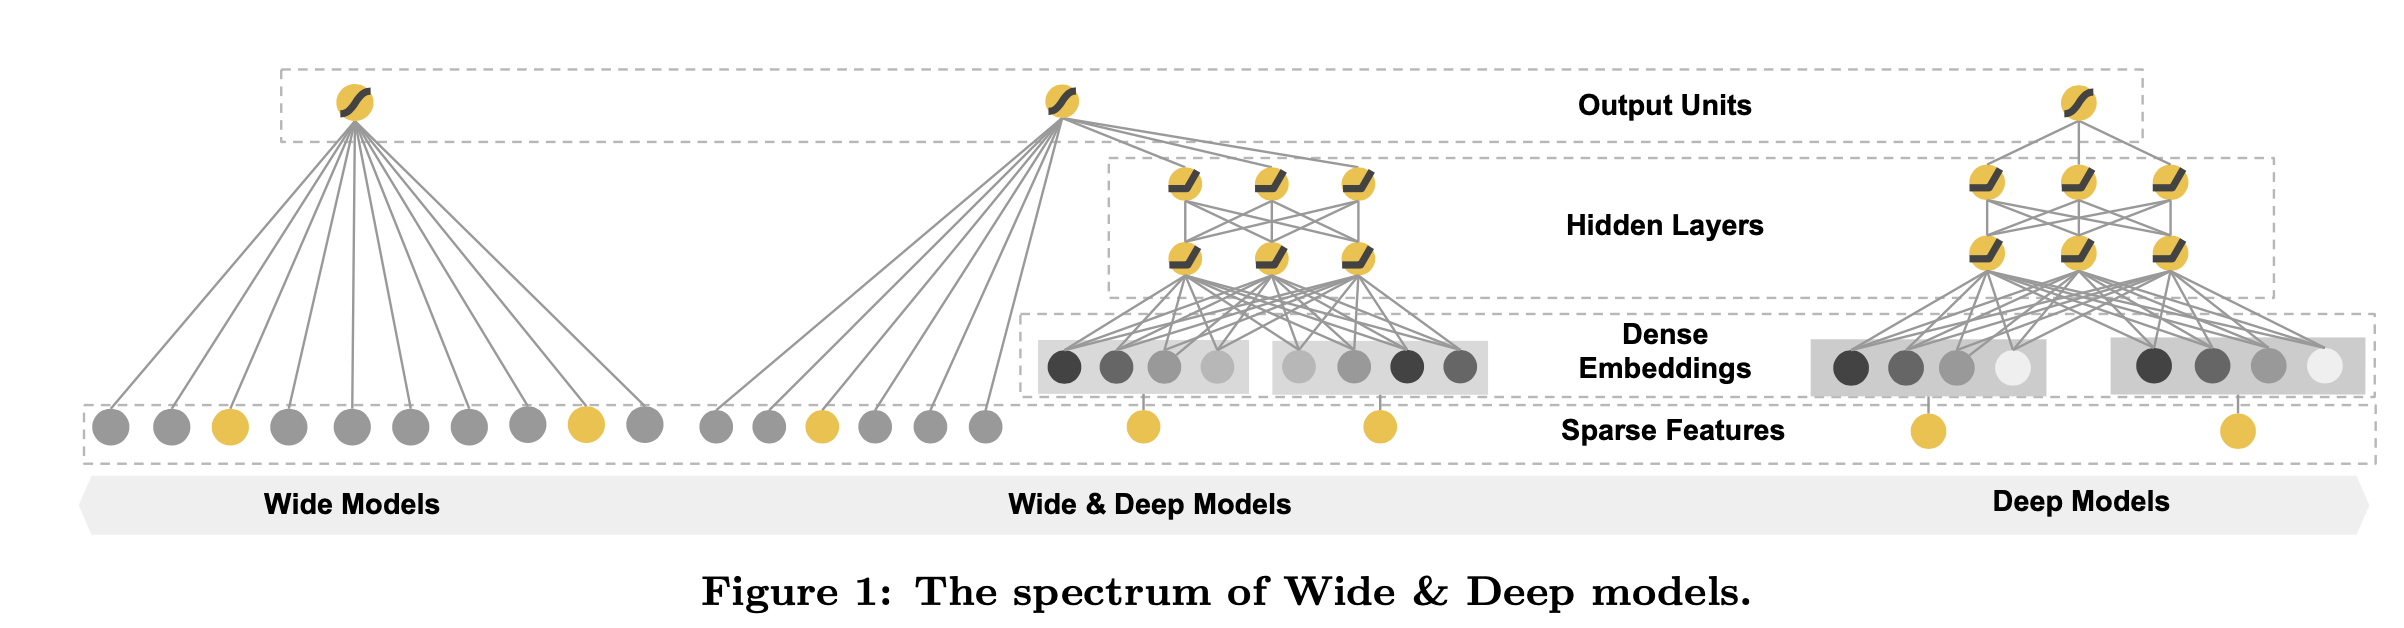 Output Units
Hidden Layers
Dense
Embeddings
Sparse Features
Wide Models
Wide & Deep Models
Deep Models
Figure 1: The spectrum of Wide & Deep models.